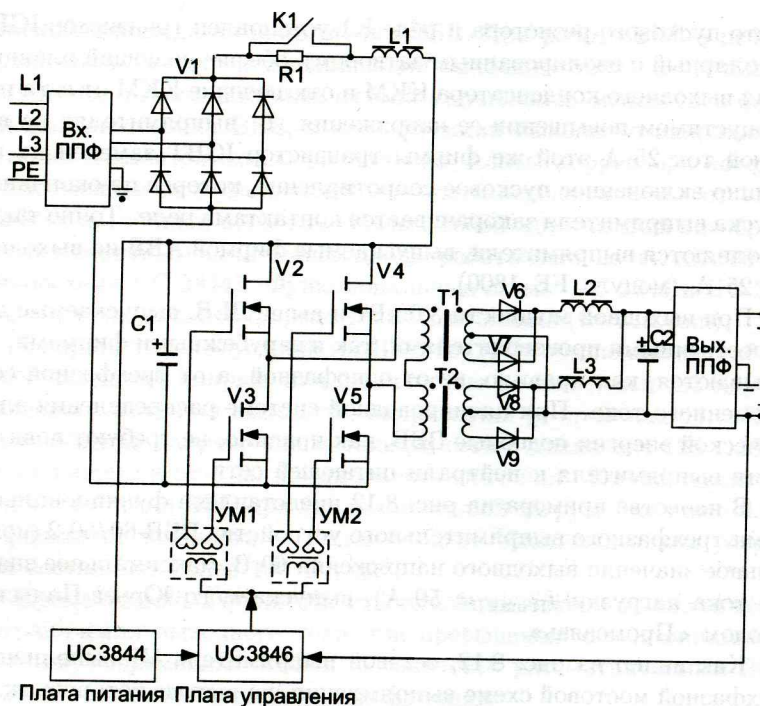 K1
R1
L1
V1
L1
L2
L3
PE
Вх.
ППФ
V2
V4
C1
V3
V5
T1
T2
V6
V7
V8
V9
L2
L3
C2
Вых.
ППФ
УМ1
УМ2
UC3844
UC3846
Плата питания
Плата управления